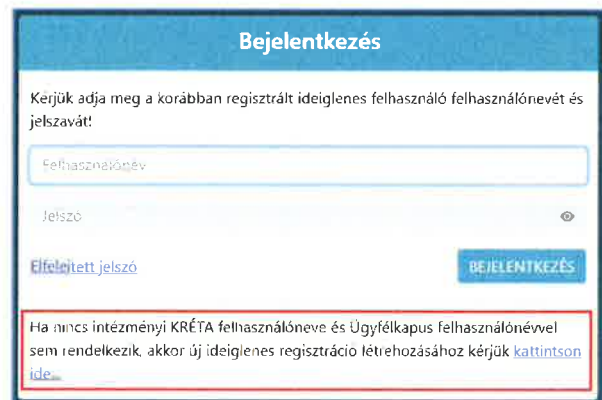 Bejelentkezés
Kérjük adja meg a korábban regisztrált ideiglenes felhasználó felhasználónevét és
jelszavát!
Felhasználónév
Jelszó
Elfelejtett jelszó
BEJELENTKEZÉS
Ha nincs intézményi KRÉTA felhasználóneve és Ügyfélkapus felhasználónévvel
sem rendelkezik, akkor új ideiglenes regisztráció létrehozásához kérjük kattintson
ide...